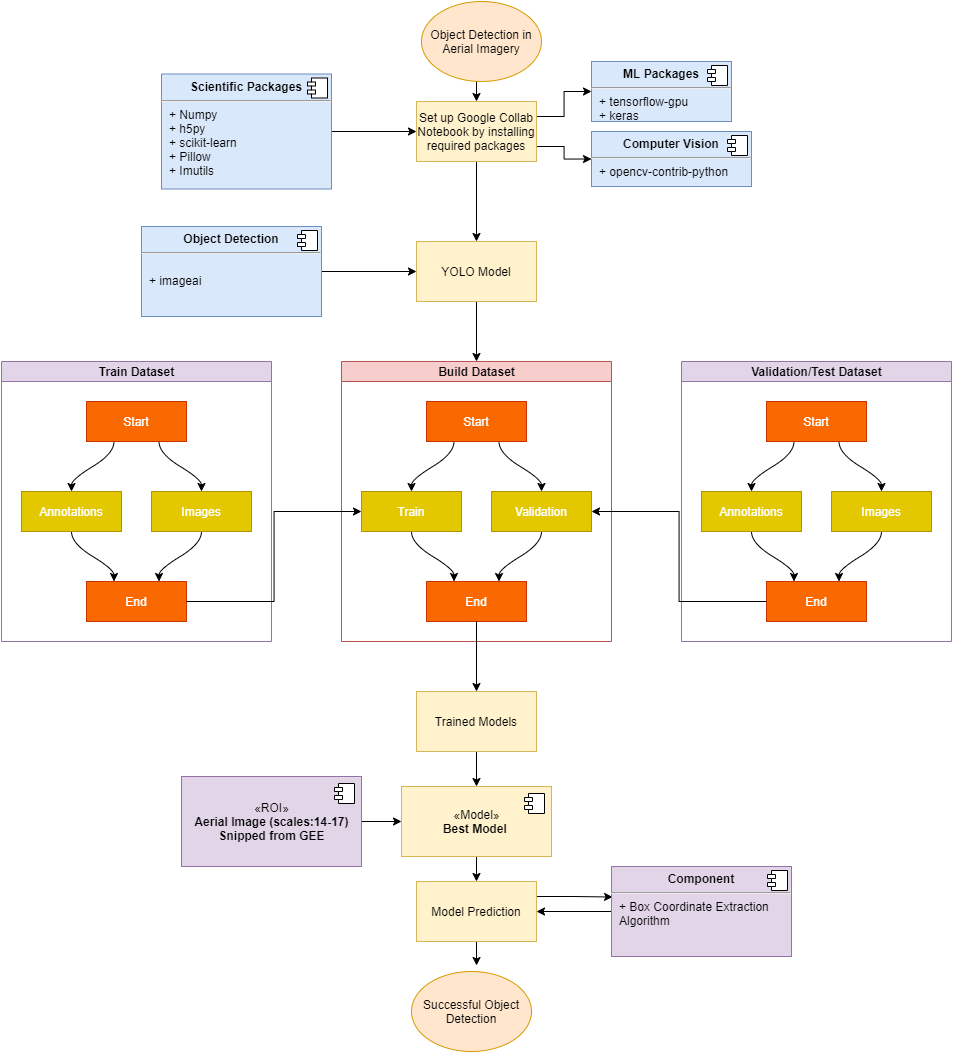 Object Detection in
Aerial Imagery
Scientific Packages
+ Numpy
+ h5py
+ scikit-learn
+ Pillow
+ Imutils
Set up Google Collab
Notebook by installing
required packages
ML Packages
+ tensorflow-gpu
+ keras
Computer Vision
+ opencv-contrib-python
Object Detection
+ imageai
YOLO Model
Train Dataset
Start
Annotations
Images
End
Build Dataset
Start
Train
Validation
End
Validation/Test Dataset
Start
Annotations
Images
End
Trained Models
«ROI»
Aerial Image (scales:14-17)
Snipped from GEE
«Model»
Best Model
Model Prediction
Component
+ Box Coordinate Extraction
Algorithm
Successful Object
Detection